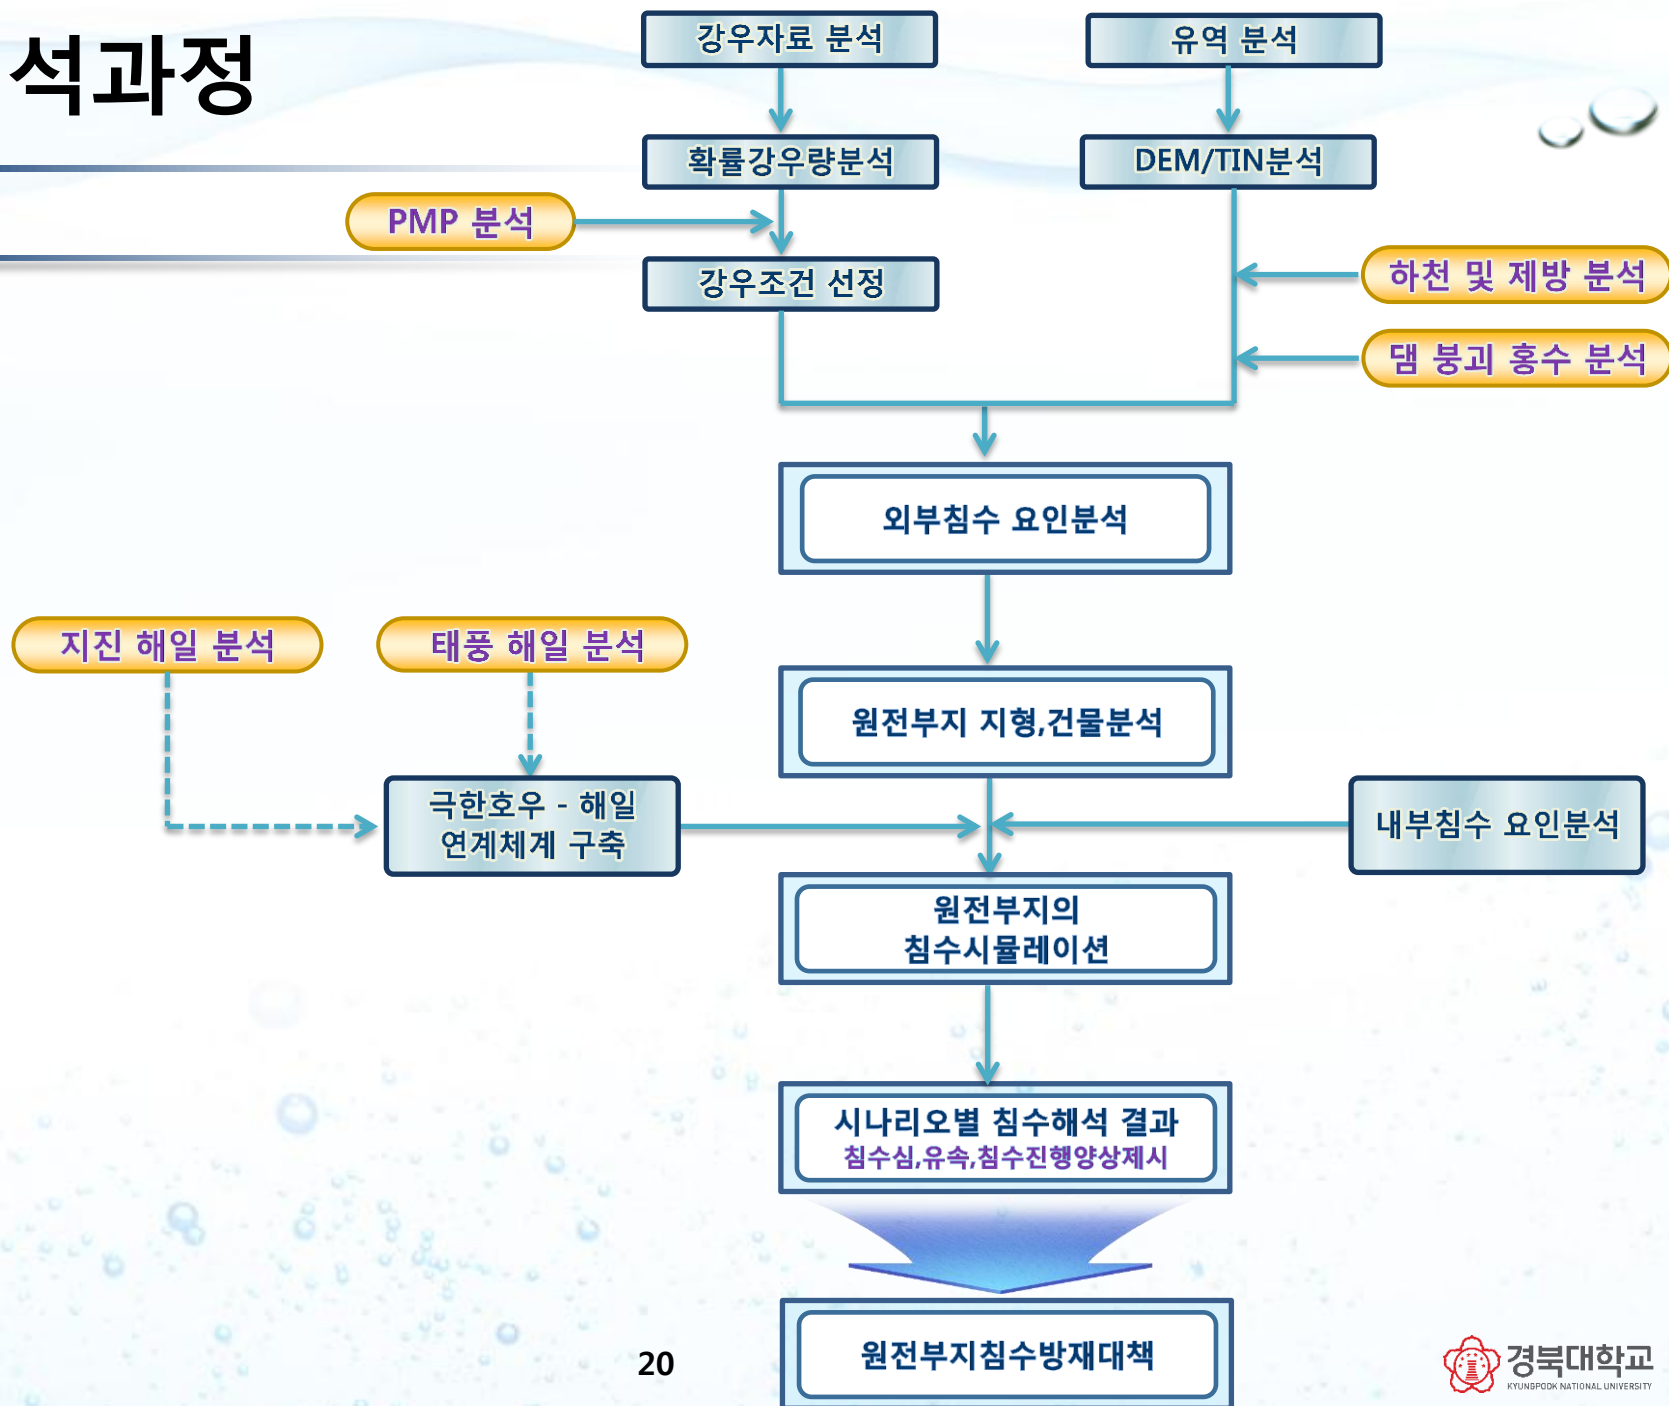 석과정
강우자료 분석
유역 분석
확률강우량분석
DEM/TIN분석
PMP 분석
강우조건 선정
하천 및 제방 분석
댐 붕괴 홍수 분석
외부침수 요인분석
지진 해일 분석
태풍 해일 분석
원전부지 지형,건물분석
극한호우 - 해일
연계체계 구축
내부침수 요인분석
원전부지의
침수시뮬레이션
시나리오별 침수해석 결과
침수심,유속,침수진행양상제시
원전부지침수방재대책
20
경북대학교
KYUNGPOOK NATIONAL UNIVERSITY